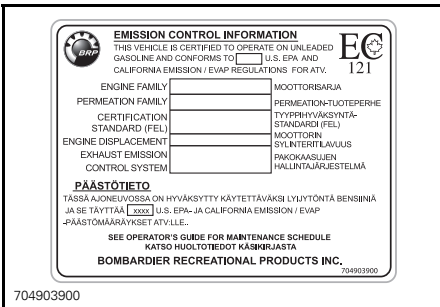 EMISSION CONTROL INFORMATION
THIS VEHICLE IS CERTIFIED TO OPERATE ON UNLEADED
GASOLINE AND CONFORMS TO U.S. EPA AND
CALIFORNIA EMISSION / EVAP REGULATIONS FOR ATV.
BRP
EC
121
ENGINE FAMILY MOOTTORISARJA
PERMEATION FAMILY PERMEATION-TUOTEPERHE
CERTIFICATION TYYPPIHYVÄKSYNTÄ-
STANDARD (FEL) STANDARDI (FEL)
ENGINE DISPLACEMENT MOOTTORIN
SYLINTERITILAVUUS
EXHAUST EMISSION PAKOKAASUJEN
CONTROL SYSTEM HALLINTAJÄRJESTELMÄ
PÄÄSTÖTIETO
TÄSSÄ AJONEUVOSSA ON HYVÄKSYTTY KÄYTETTÄVÄKSI LYIJYTÖNTÄ BENSIINIÄ
JA SE TÄYTTÄÄ xxxx U.S. EPA- JA CALIFORNIA EMISSION / EVAP
-PÄÄSTÖMÄÄRÄYKSET ATV:LLE..
SEE OPERATOR'S GUIDE FOR MAINTENANCE SCHEDULE
KATSO HUOLTOTIEDOT KÄSIKIRJASTA
BOMBARDIER RECREATIONAL PRODUCTS INC.
704903900
704903900